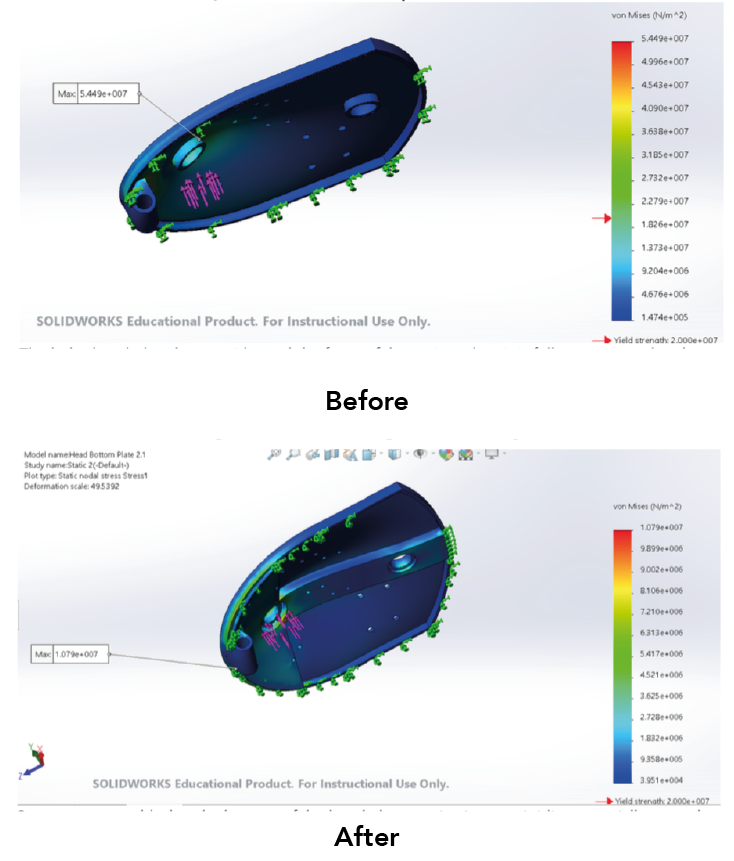 von Mises (N/m^2)
5.449e+007
4.996e+007
4.543e+007
4.090e+007
3.638e+007
3.185e+007
2.732e+007
2.279e+007
1.826e+007
1.373e+007
9.204e+006
4.676e+006
1.474e+005
Yield strength: 2.000e+007
Max: 5.449e+007
SOLIDWORKS Educational Product. For Instructional Use Only.
Before
Model name:Head Bottom Plate 2.1
Study name:Static 2(-Default-)
Plot type: Static nodal stress Stress1
Deformation scale: 49.5392
von Mises (N/m^2)
1.079e+007
9.899e+006
9.002e+006
8.106e+006
7.210e+006
6.313e+006
5.417e+006
4.521e+006
3.625e+006
2.728e+006
1.832e+006
9.358e+005
3.951e+004
Yield strength: 2.000e+007
Max: 1.079e+007
Y
X
Z
SOLIDWORKS Educational Product. For Instructional Use Only.
After